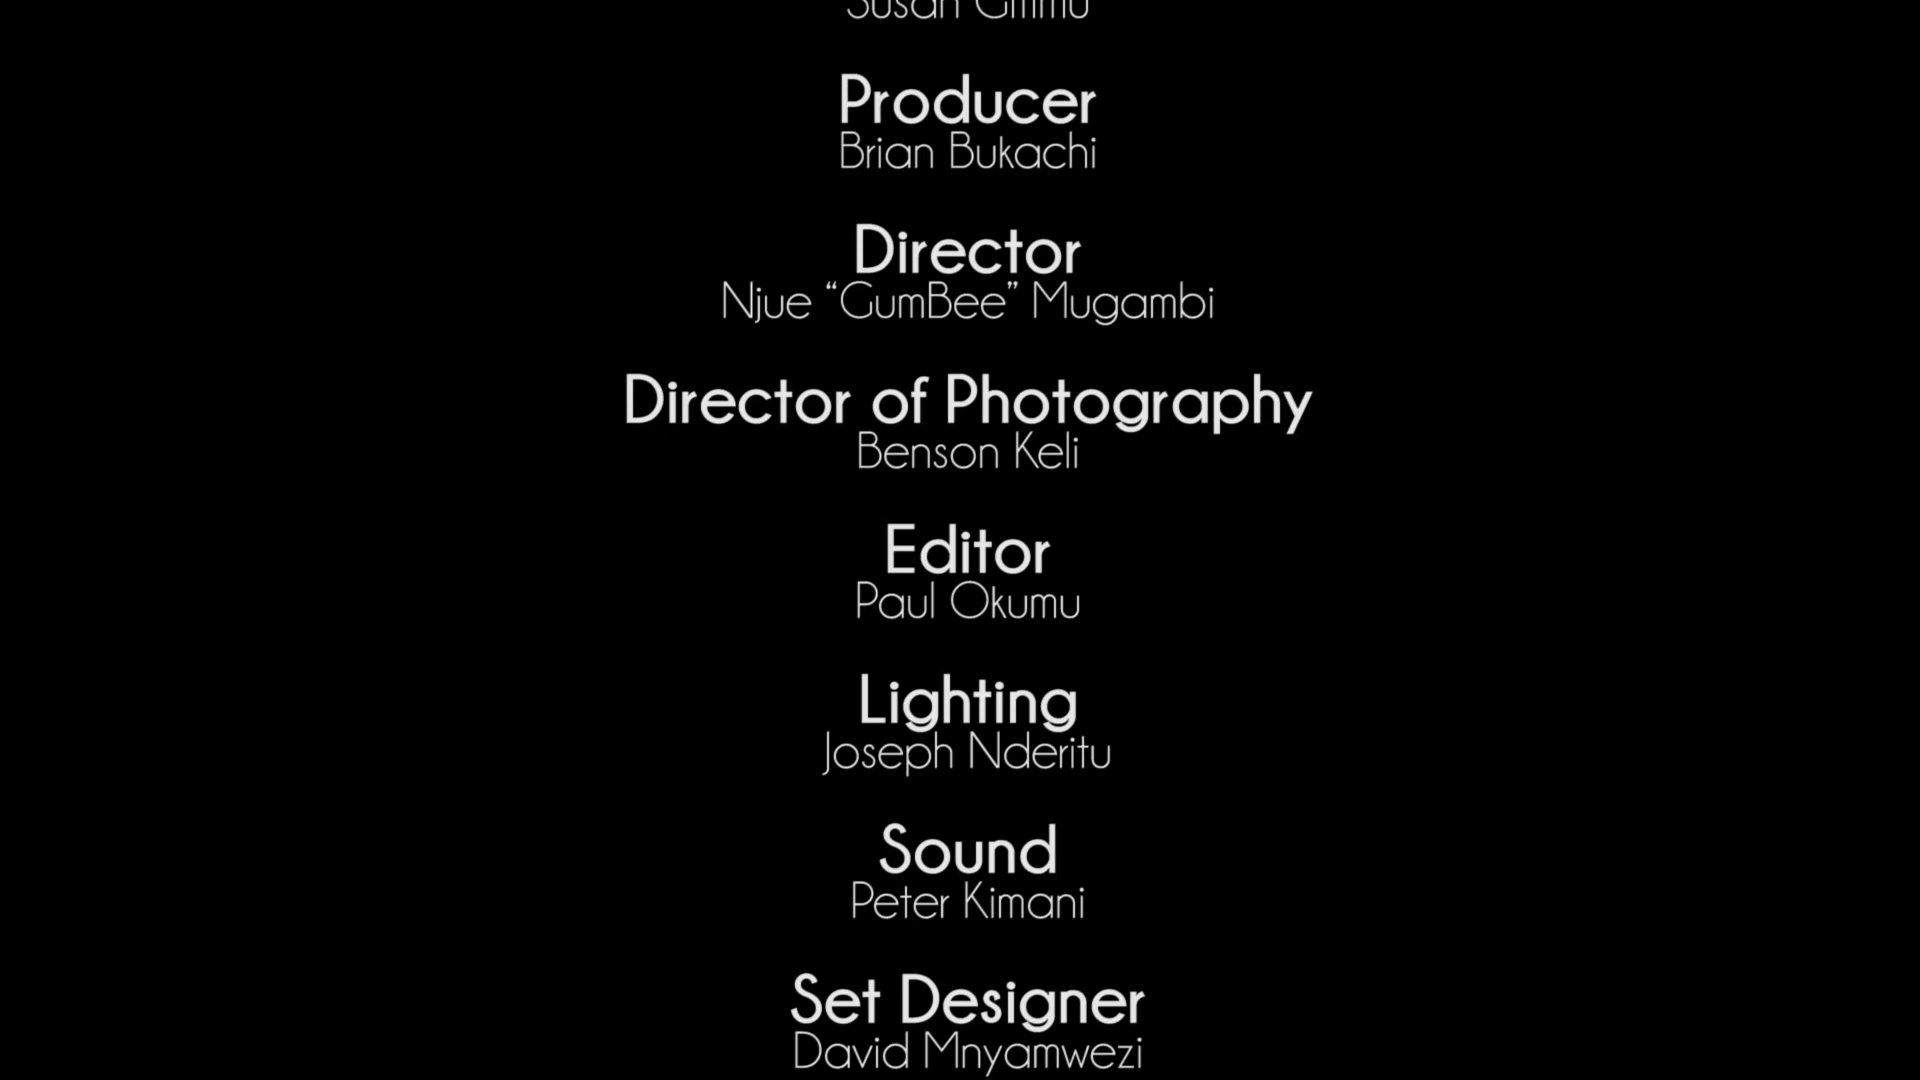 Susan
Producer
Brian Bukachi
Director
Njue “GumBee” Mugambi
Director of Photography
Benson Keli
Editor
Paul Okumu
Lighting
Joseph Nderitu
Sound
Peter Kimani
Set Designer
David Mnyamwezi